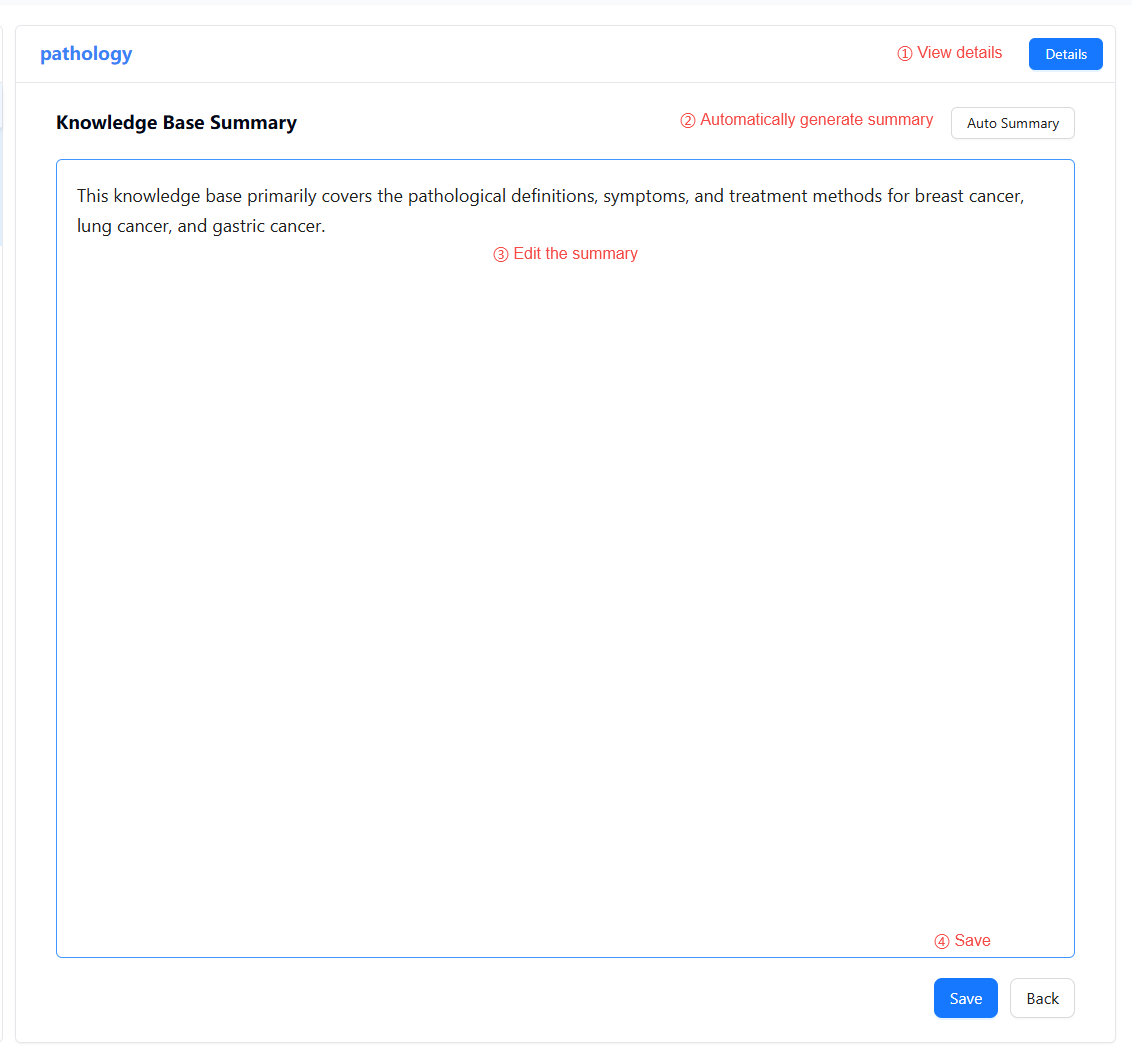 pathology
① View details
Details
Knowledge Base Summary
② Automatically generate summary
Auto Summary
This knowledge base primarily covers the pathological definitions, symptoms, and treatment methods for breast cancer,
lung cancer, and gastric cancer.
③ Edit the summary
④ Save
Save
Back